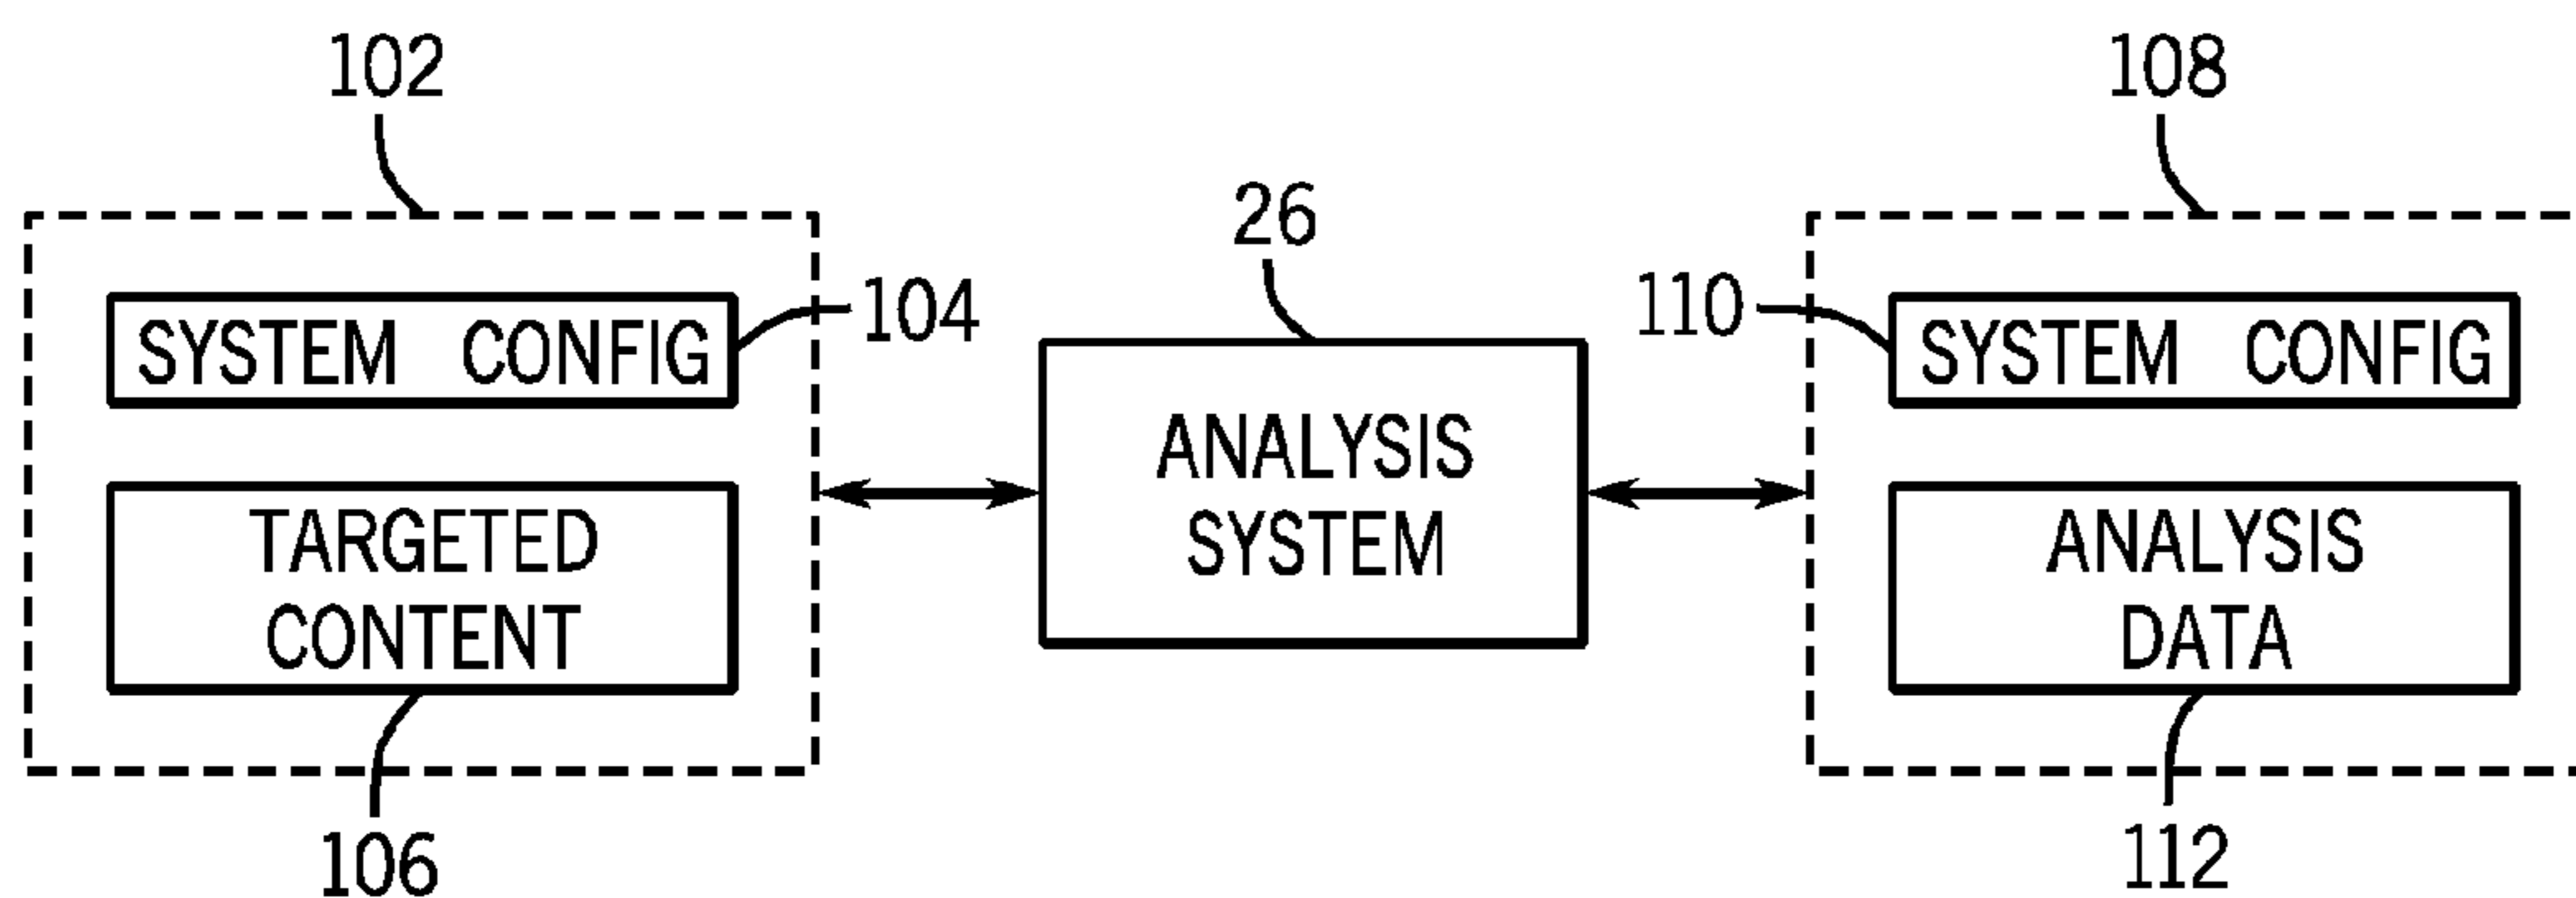 102
108
26
104
110
SYSTEM CONFIG
SYSTEM CONFIG
ANALYSIS
SYSTEM
TARGETED
CONTENT
ANALYSIS
DATA
106
112